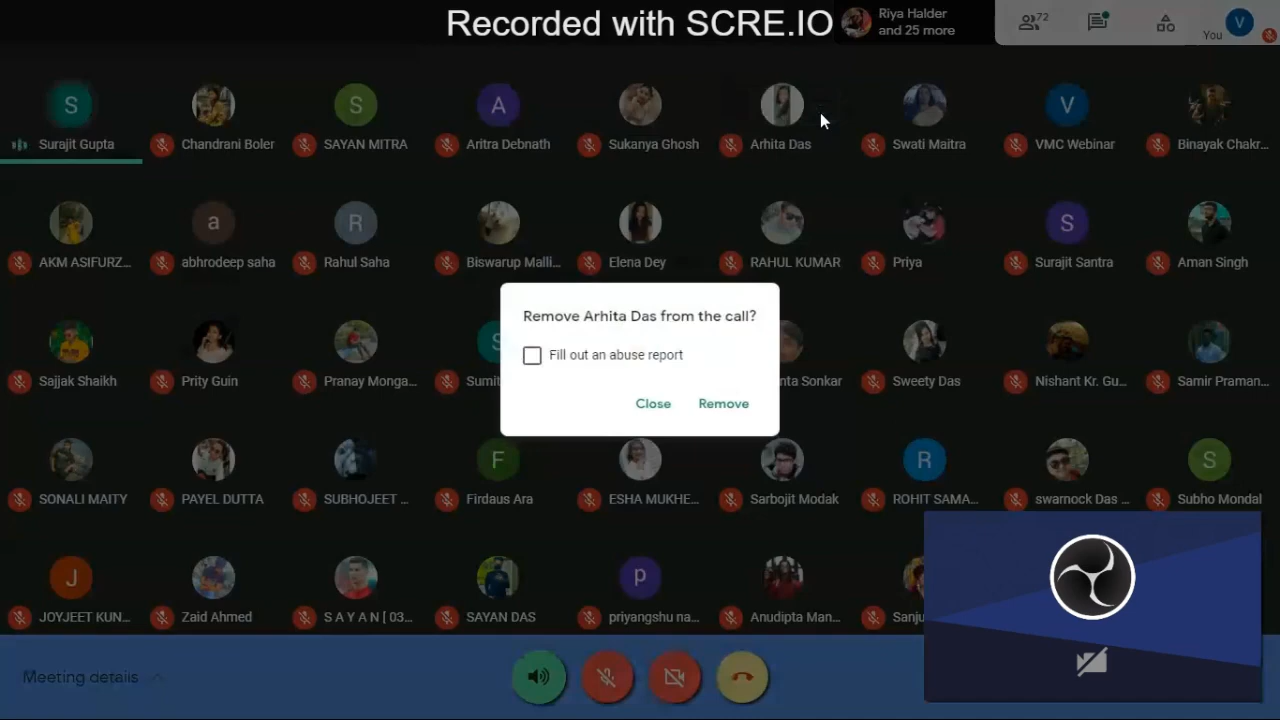 Recorded with SCRE.IO
Riya Halder
and 25 more
72
You
V
S
S
A
V
Surajit Gupta
Chandrani Boler
SAYAN MITRA
Aritra Debnath
Sukanya Ghosh
Arhita Das
Swati Maitra
VMC Webinar
Binayak Chakr...
a
R
S
AKM ASIFURZ...
abhrodeep saha
Rahul Saha
Biswarup Malli...
Elena Dey
RAHUL KUMAR
Priya
Surajit Santra
Aman Singh
Remove Arhita Das from the call?
Fill out an abuse report
Close
Remove
S
Sajjak Shaikh
Prity Guin
Pranay Monga...
Sumit
nta Sonkar
Sweety Das
Nishant Kr. Gu...
Samir Praman...
F
R
S
SONALI MAITY
PAYEL DUTTA
SUBHOJEET ...
Firdaus Ara
ESHA MUKHE...
Sarbojit Modak
ROHIT SAMA...
swarnock Das ...
Subho Mondal
J
p
JOYJEET KUN...
Zaid Ahmed
S A Y A N [ 03...
SAYAN DAS
priyangshu na...
Anudipta Man...
Sanju
Meeting details